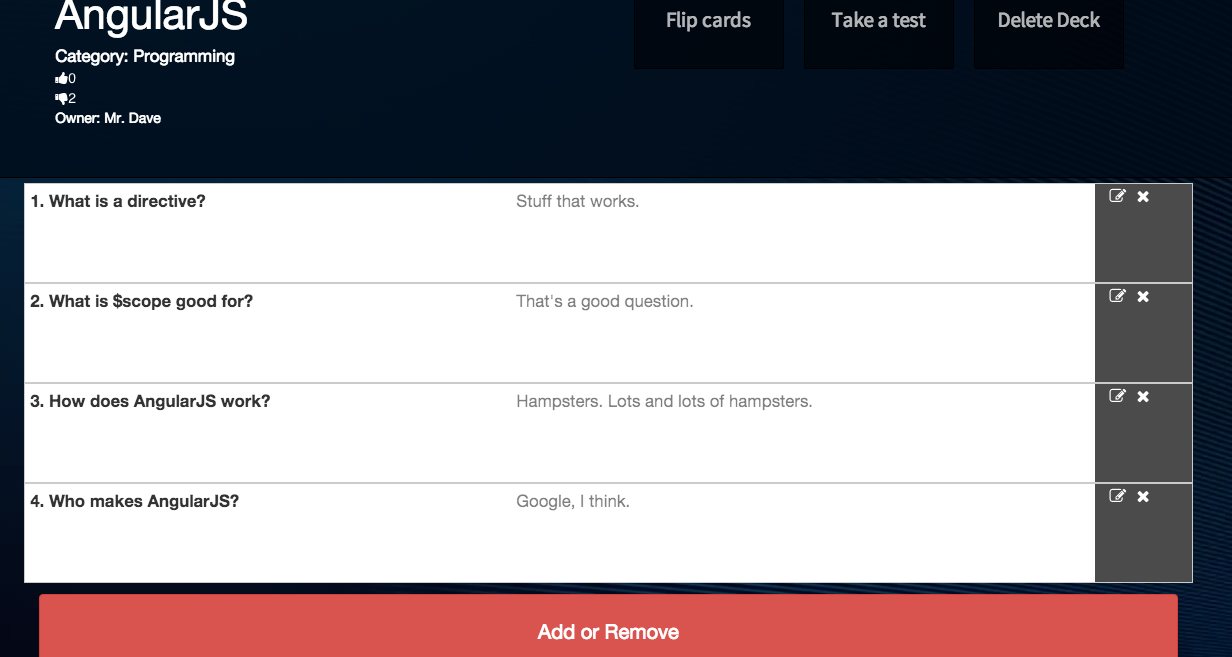 AngularJS
Flip cards
Take a test
Delete Deck
Category: Programming
0
2
Owner: Mr. Dave
1. What is a directive?
Stuff that works.
2. What is $scope good for?
That's a good question.
3. How does AngularJS work?
Hampsters. Lots and lots of hampsters.
4. Who makes AngularJS?
Google, I think.
Add or Remove